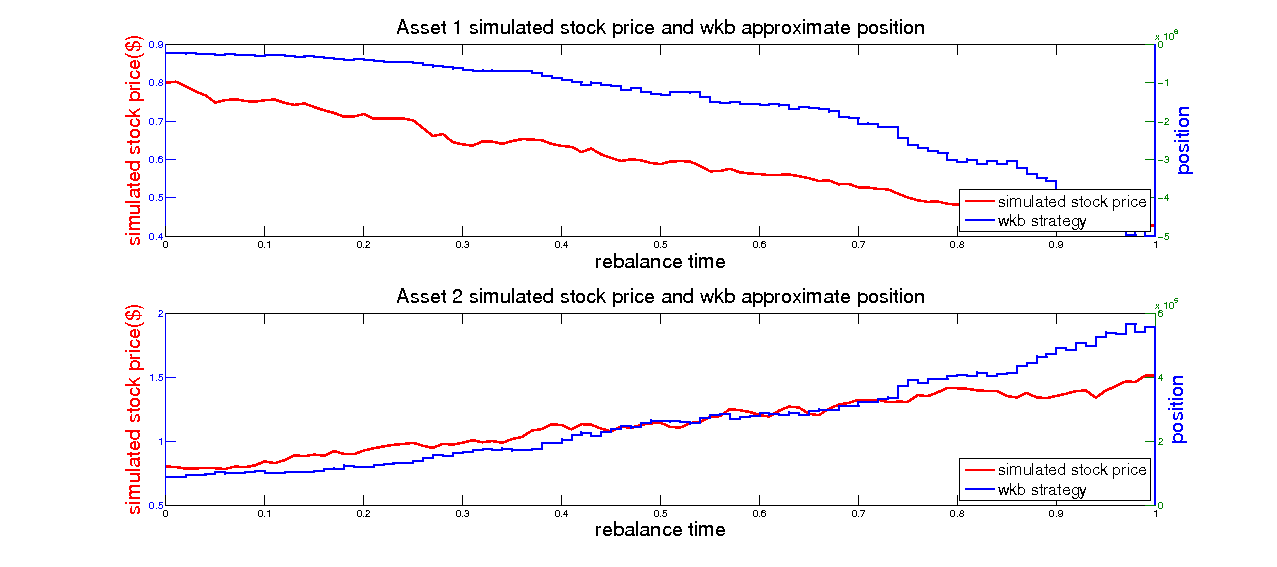 Asset 1 simulated stock price and wkb approximate position
x 10^6
0.9 0
0.8 −1
0.7 −2
0.6 −3
0.5 −4
0.4 −5
simulated stock price($)
position
simulated stock price
wkb strategy
0 0.1 0.2 0.3 0.4 0.5 0.6 0.7 0.8 0.9 1
rebalance time
Asset 2 simulated stock price and wkb approximate position
x 10^5
2 6
1.5 4
1 2
0.5 0
simulated stock price($)
position
simulated stock price
wkb strategy
0 0.1 0.2 0.3 0.4 0.5 0.6 0.7 0.8 0.9 1
rebalance time